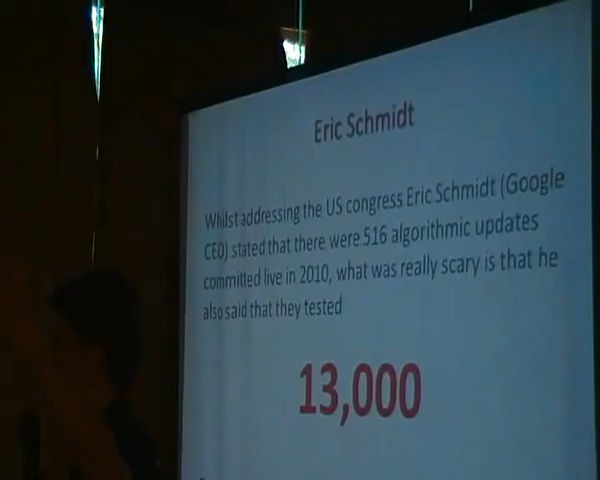 Eric Schmidt
Whilst addressing the US congress Eric Schmidt (Google
CEO) stated that there were 516 algorithmic updates
committed live in 2010, what was really scary is that he
also said that they tested
13,000